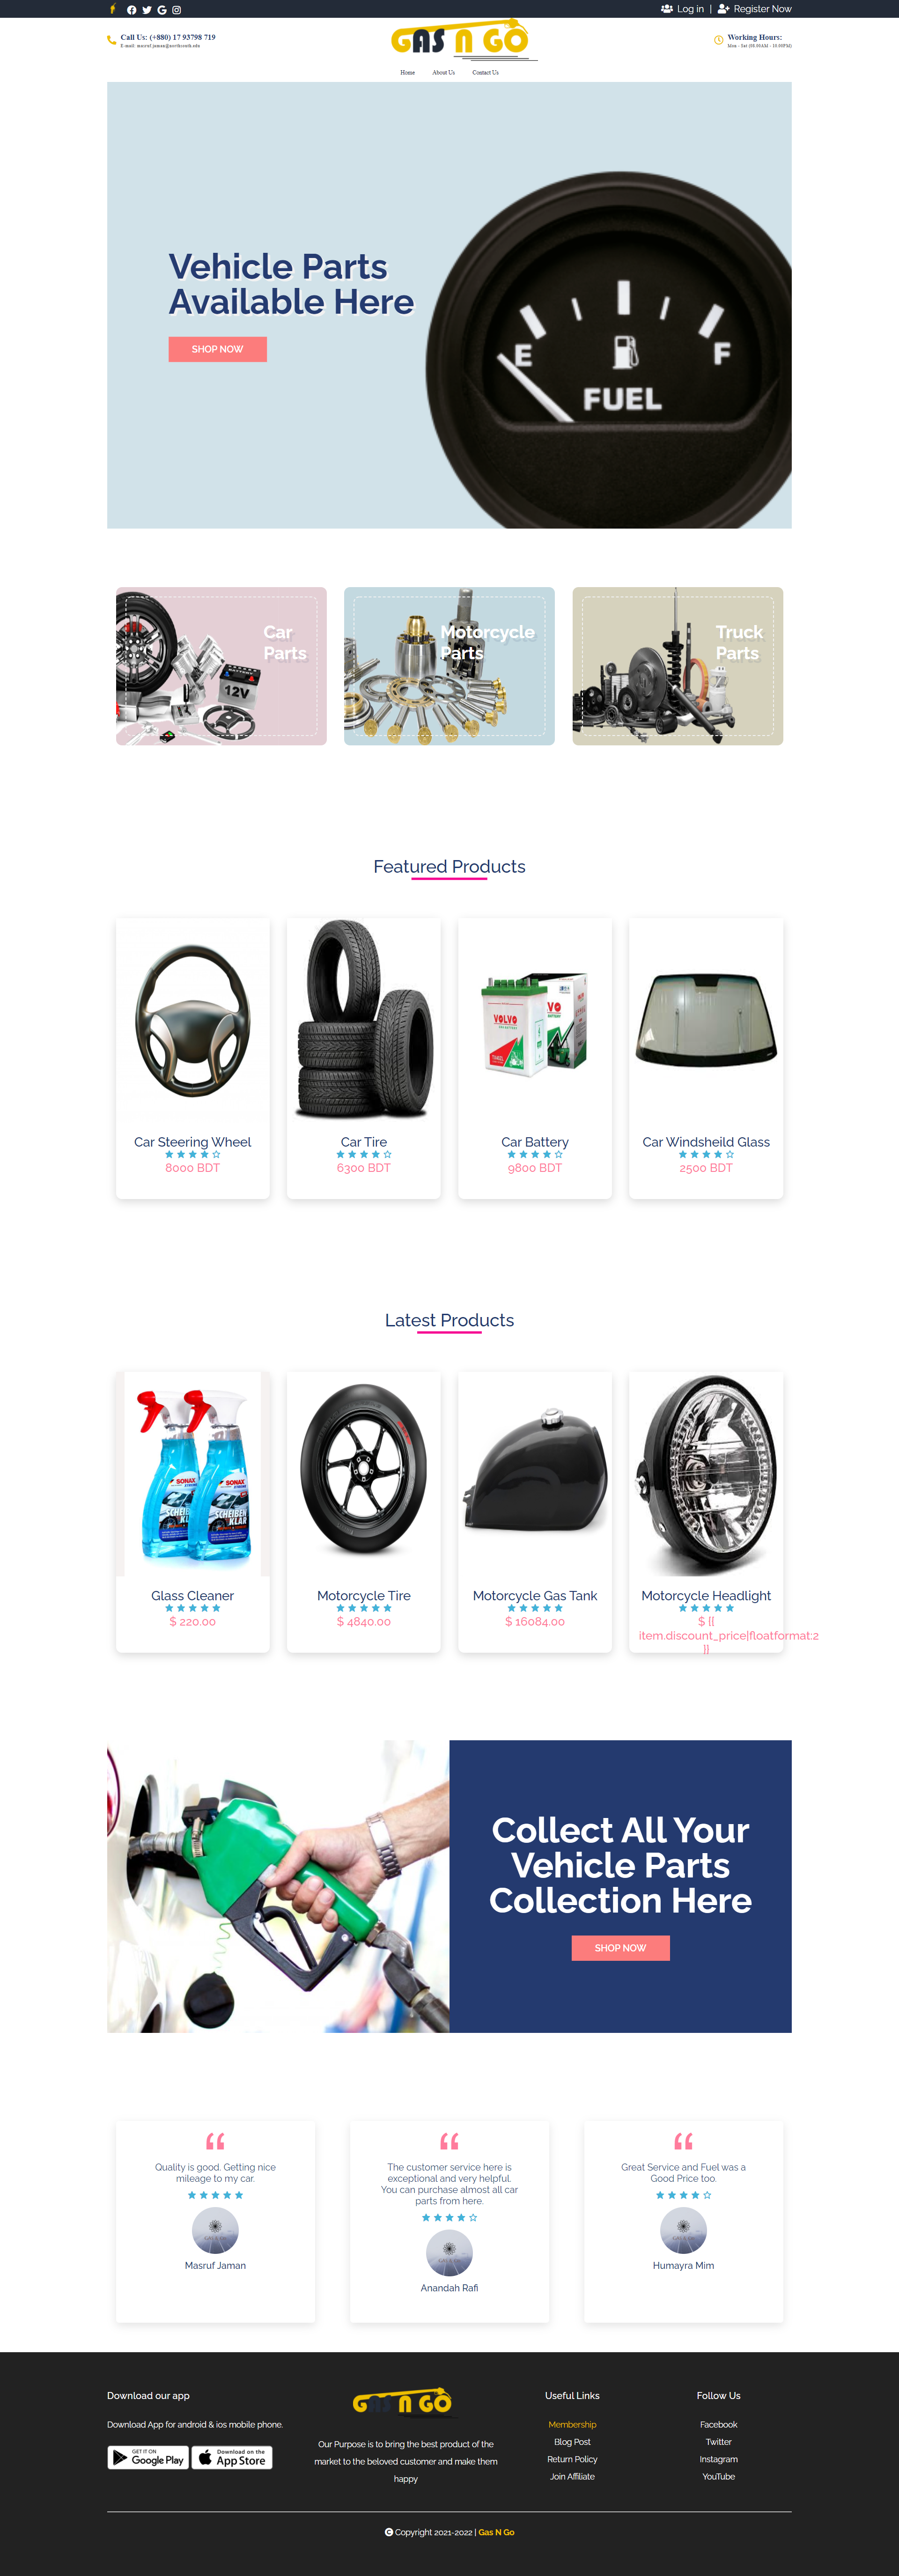 Log in | Register Now
Call Us: (+880) 17 93798 719
E-mail: masruf.jaman@northsouth.edu
GAS N GO
Working Hours:
Mon - Sat (08.00AM - 10.00PM)
Home About Us Contact Us
Vehicle Parts
Available Here
SHOP NOW
E F
FUEL
Car
Parts
12V
Motorcycle
Parts
Truck
Parts
Featured Products
VOLVO
VO
Car Steering Wheel
8000 BDT
Car Tire
6300 BDT
Car Battery
9800 BDT
Car Windsheild Glass
2500 BDT
Latest Products
SONAX
SONAX
XTREME
SCHEIBEN
KLAR
Glass Cleaner
$ 220.00
Motorcycle Tire
$ 4840.00
Motorcycle Gas Tank
$ 16084.00
Motorcycle Headlight
$ {{
item.discount_price|floatformat:2
}}
Collect All Your
Vehicle Parts
Collection Here
SHOP NOW
Quality is good. Getting nice
mileage to my car.
Masruf Jaman
The customer service here is
exceptional and very helpful.
You can purchase almost all car
parts from here.
Anandah Rafi
Great Service and Fuel was a
Good Price too.
Humayra Mim
Download our app
Download App for android & ios mobile phone.
GET IT ON
Google Play
Download on the
App Store
GAS N GO
Our Purpose is to bring the best product of the
market to the beloved customer and make them
happy
Useful Links
Membership
Blog Post
Return Policy
Join Affiliate
Follow Us
Facebook
Twitter
Instagram
YouTube
Copyright 2021-2022 | Gas N Go